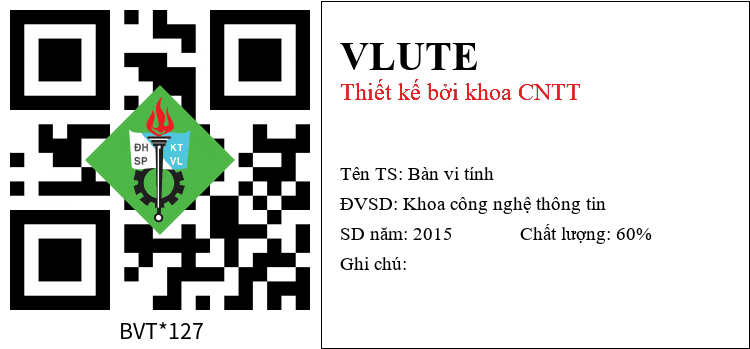 ĐH KT
SP VL
BVT*127
VLUTE
Thiết kế bởi khoa CNTT
Tên TS: Bàn vi tính
ĐVSD: Khoa công nghệ thông tin
SD năm: 2015 Chất lượng: 60%
Ghi chú: